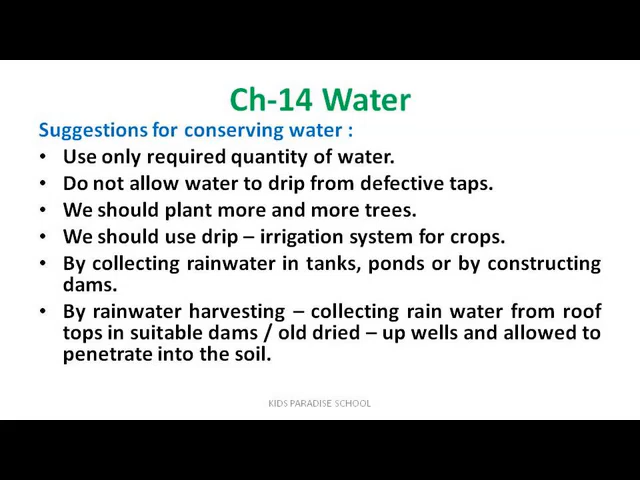 Ch-14 Water
Suggestions for conserving water :
• Use only required quantity of water.
• Do not allow water to drip from defective taps.
• We should plant more and more trees.
• We should use drip – irrigation system for crops.
• By collecting rainwater in tanks, ponds or by constructing
dams.
• By rainwater harvesting – collecting rain water from roof
tops in suitable dams / old dried – up wells and allowed to
penetrate into the soil.
KIDS PARADISE SCHOOL